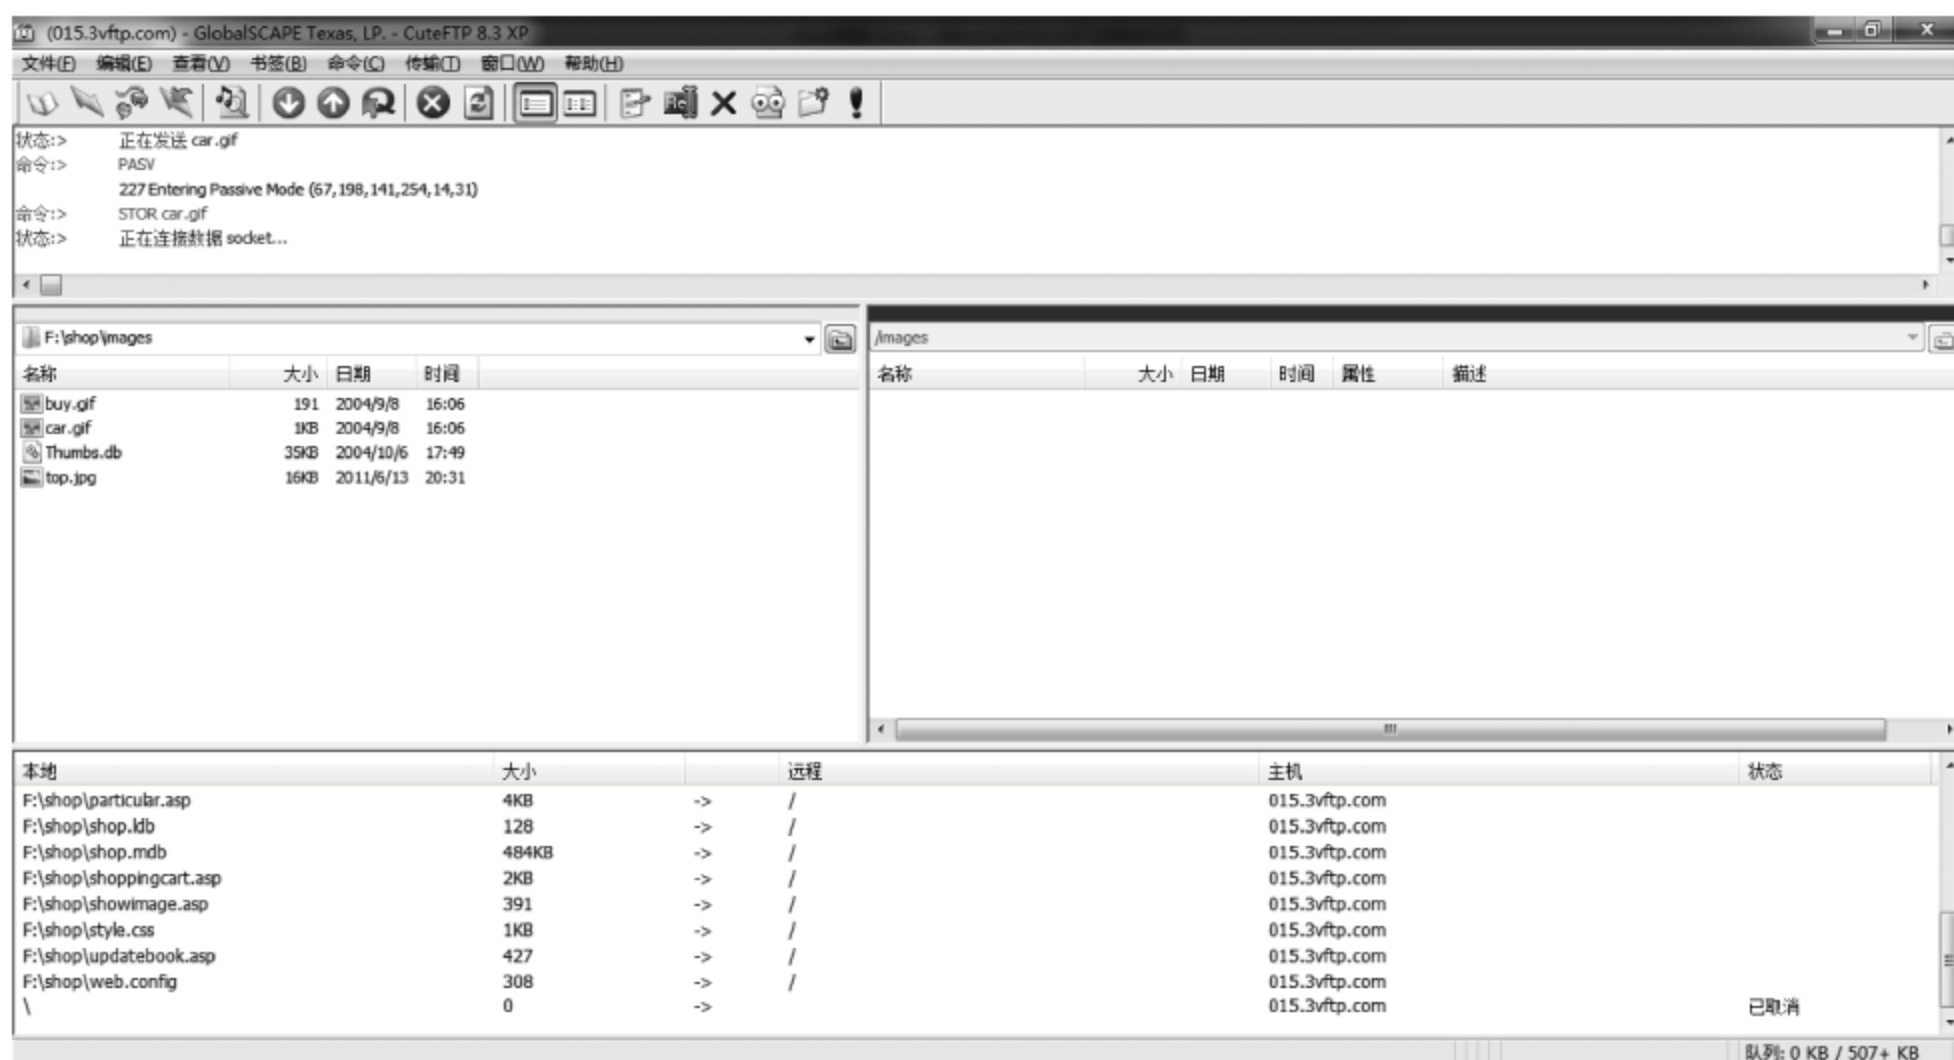 (015.3vftp.com) - GlobalSCAPE Texas, LP. - CuteFTP 8.3 XP
文件(F) 编辑(E) 查看(V) 书签(B) 命令(C) 传输(T) 窗口(W) 帮助(H)
状态:> 正在发送 car.gif
命令:> PASV
227 Entering Passive Mode (67,198,141,254,14,31)
命令:> STOR car.gif
状态:> 正在连接数据 socket...
F:\shop\images
/images
名称 大小 日期 时间
名称 大小 日期 时间 属性 描述
buy.gif 191 2004/9/8 16:06
car.gif 1KB 2004/9/8 16:06
Thumbs.db 35KB 2004/10/6 17:49
top.jpg 16KB 2011/6/13 20:31
本地 大小 远程 主机 状态
F:\shop\particular.asp 4KB -> / 015.3vftp.com
F:\shop\shop.ldb 128 -> / 015.3vftp.com
F:\shop\shop.mdb 484KB -> / 015.3vftp.com
F:\shop\shoppingcart.asp 2KB -> / 015.3vftp.com
F:\shop\showimage.asp 391 -> / 015.3vftp.com
F:\shop\style.css 1KB -> / 015.3vftp.com
F:\shop\updatebook.asp 427 -> / 015.3vftp.com
F:\shop\web.config 308 -> / 015.3vftp.com
\ 0 -> 015.3vftp.com 已取消
队列: 0 KB / 507+ KB